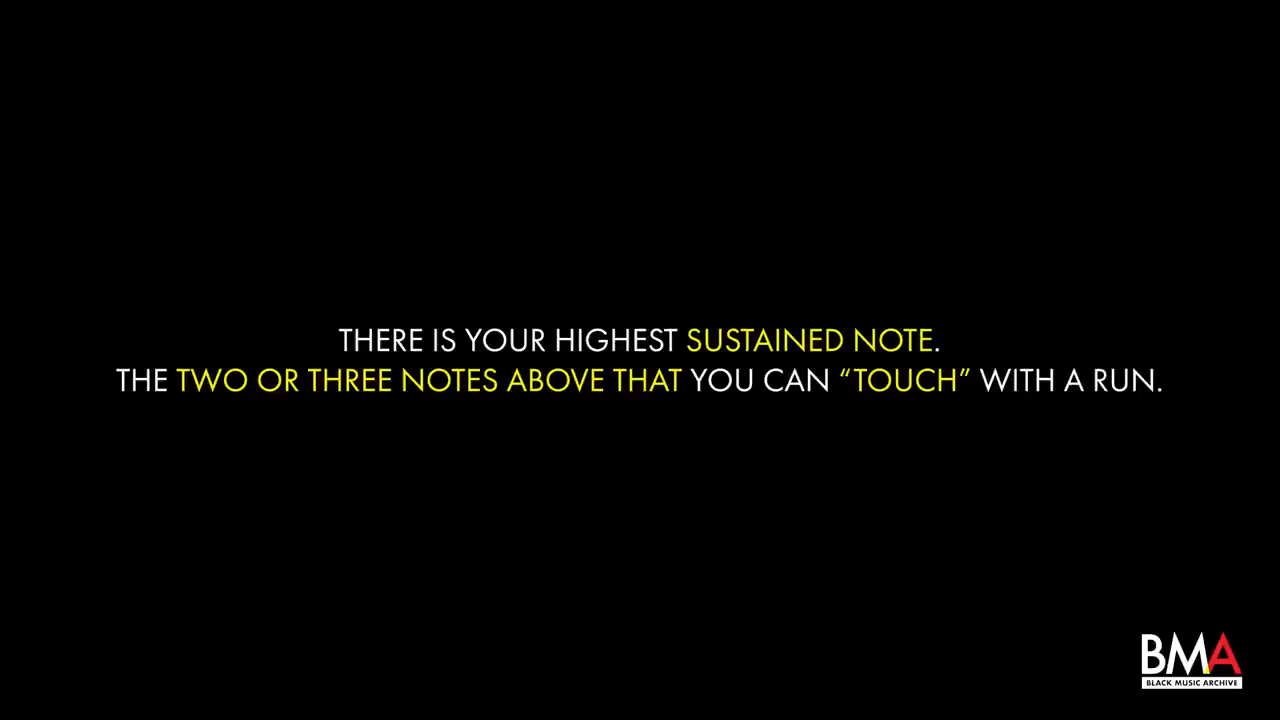 THERE IS YOUR HIGHEST SUSTAINED NOTE.
THE TWO OR THREE NOTES ABOVE THAT YOU CAN “TOUCH” WITH A RUN.
BMA
BLACK MUSIC ARCHIVE